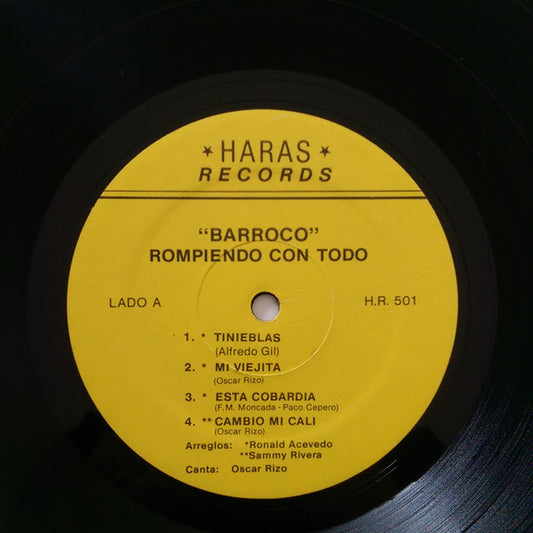 * HARAS *
RECORDS
"BARROCO"
ROMPIENDO CON TODO
LADO A H.R. 501
1. * TINIEBLAS
(Alfredo Gil)
2. * MI VIEJITA
(Oscar Rizo)
3. * ESTA COBARDIA
(F.M. Moncada - Paco Cepero)
4. ** CAMBIO MI CALI
(Oscar Rizo)
Arreglos: *Ronald Acevedo
**Sammy Rivera
Canta: Oscar Rizo